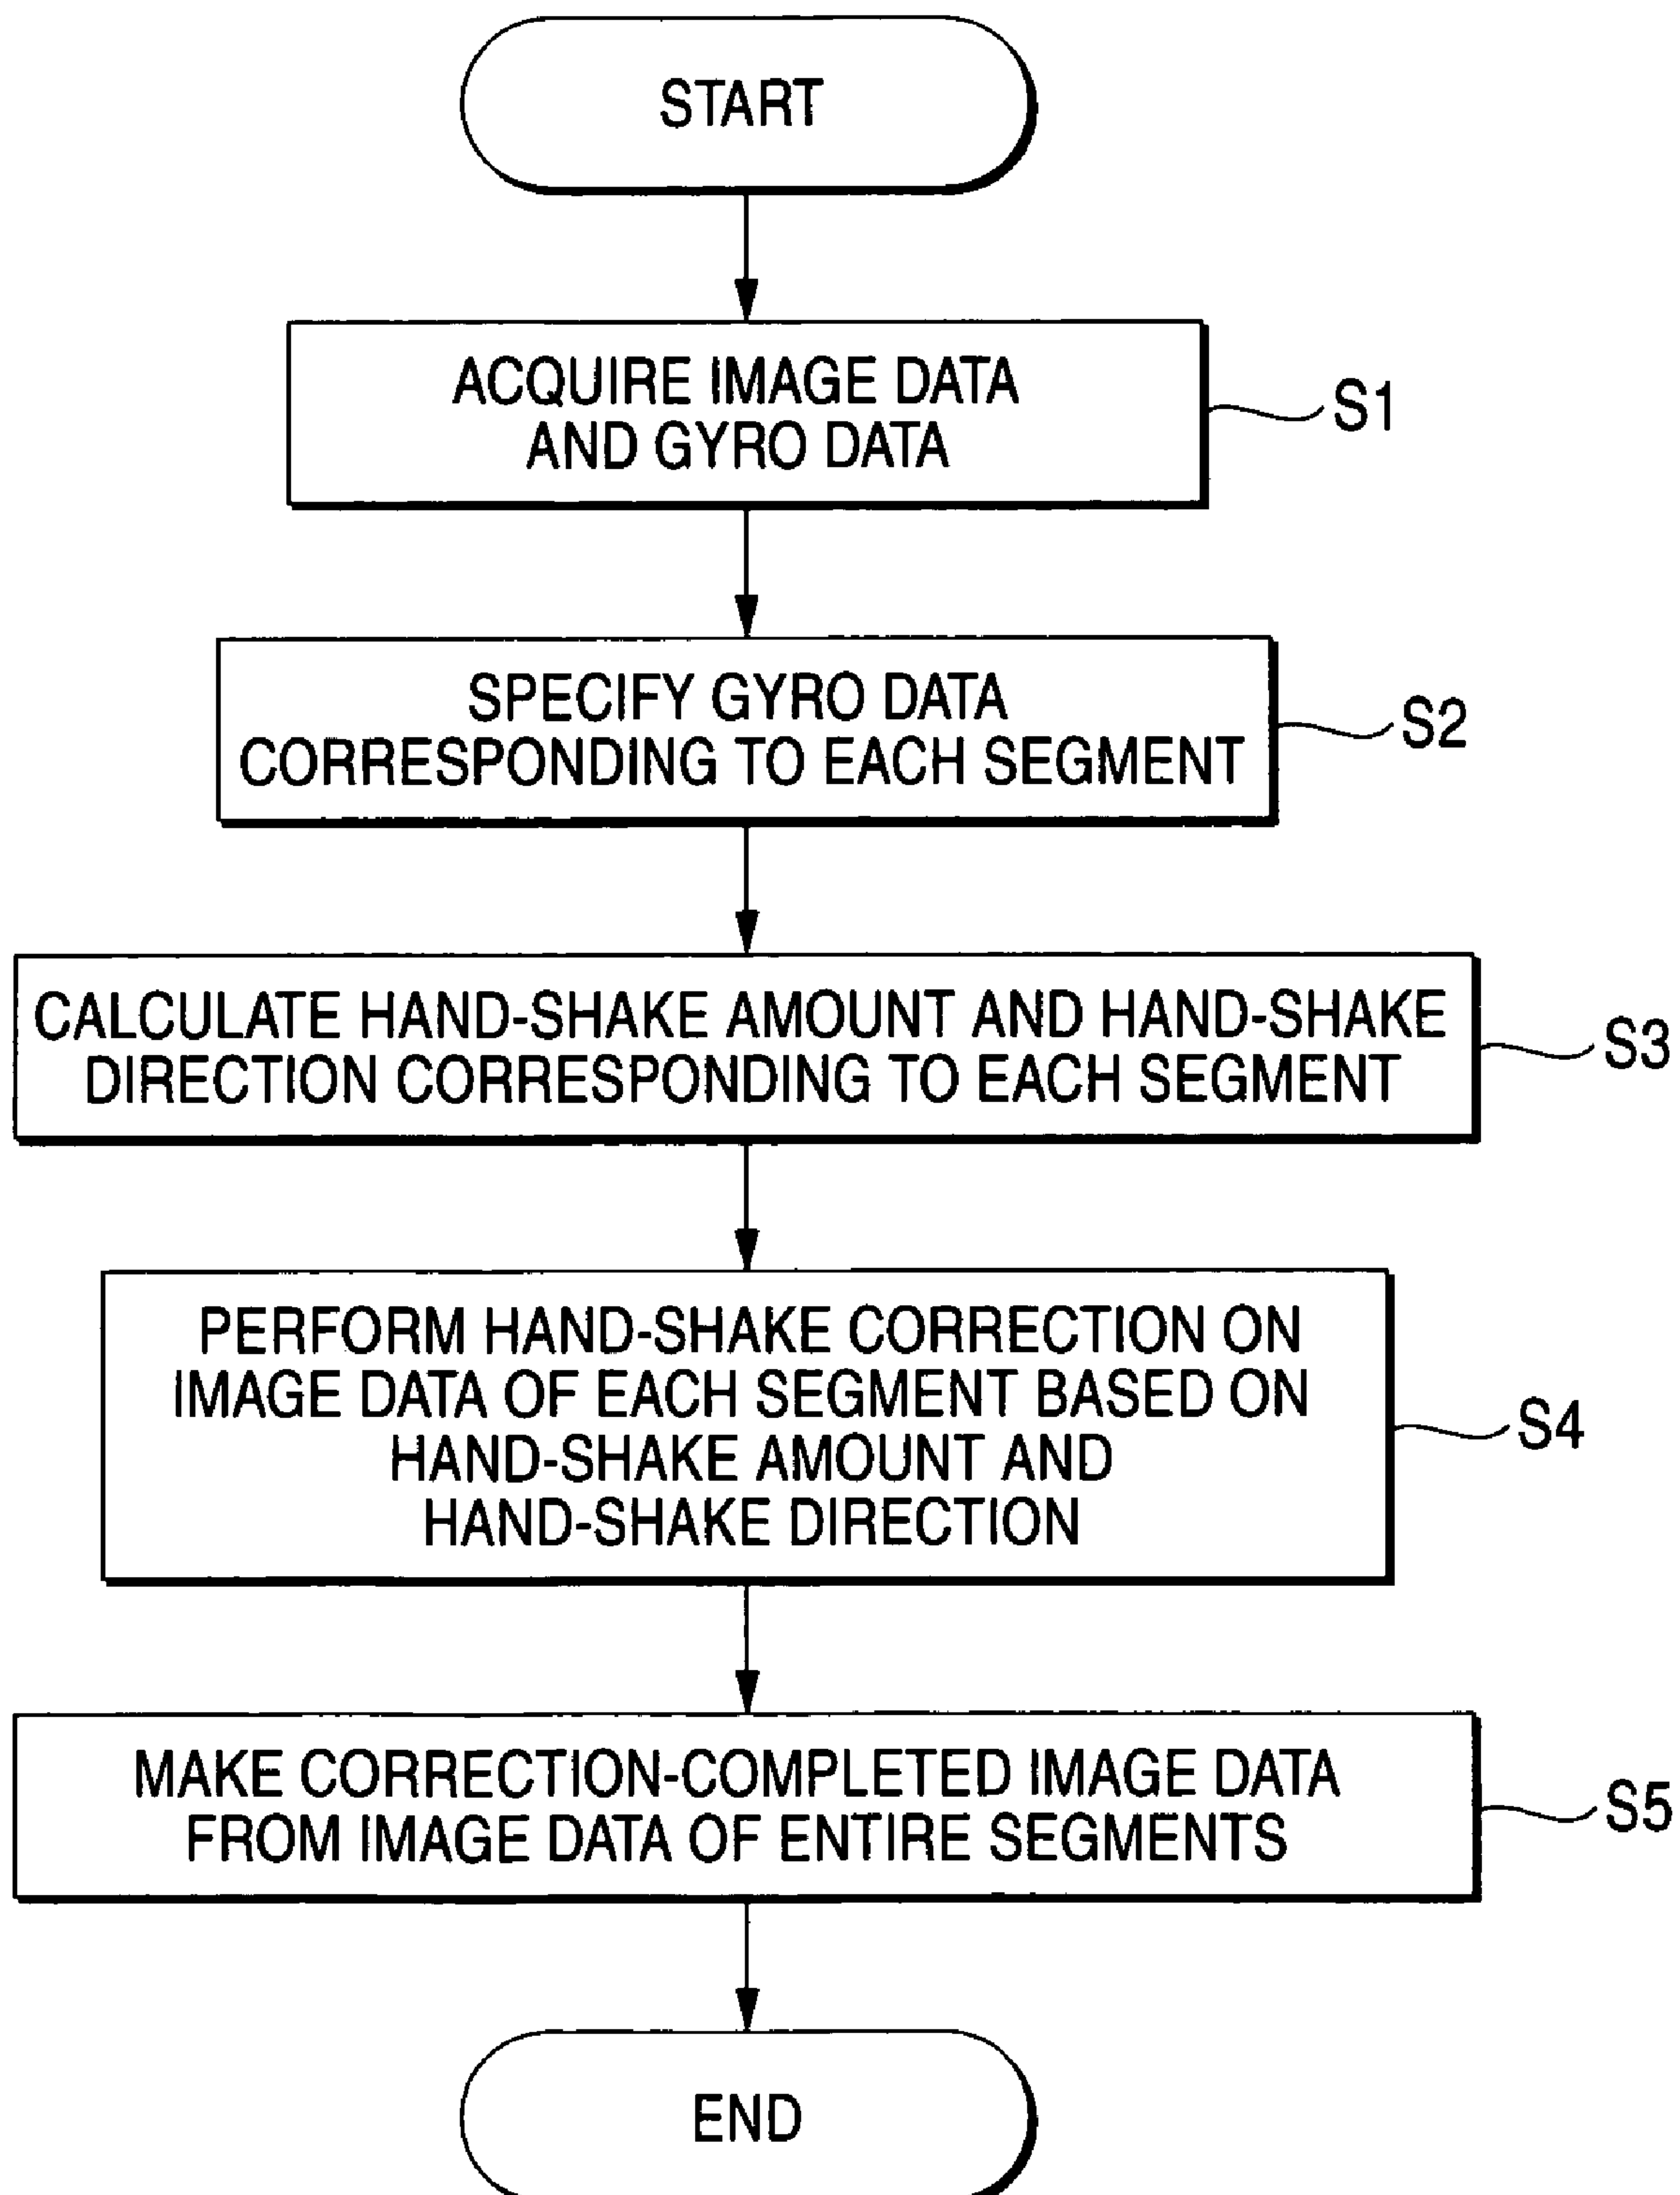 START
ACQUIRE IMAGE DATA
AND GYRO DATA
S1
SPECIFY GYRO DATA
CORRESPONDING TO EACH SEGMENT
S2
CALCULATE HAND-SHAKE AMOUNT AND HAND-SHAKE
DIRECTION CORRESPONDING TO EACH SEGMENT
S3
PERFORM HAND-SHAKE CORRECTION ON
IMAGE DATA OF EACH SEGMENT BASED ON
HAND-SHAKE AMOUNT AND
HAND-SHAKE DIRECTION
S4
MAKE CORRECTION-COMPLETED IMAGE DATA
FROM IMAGE DATA OF ENTIRE SEGMENTS
S5
END